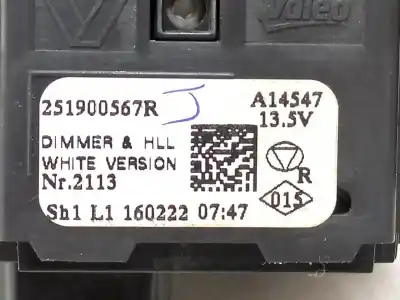 Valeo
251900567R
A14547
13.5V
DIMMER & HLL
WHITE VERSION
Nr.2113
R
015
Sh1 L1 160222 07:47